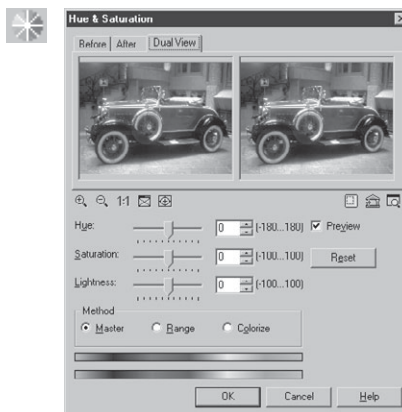 Hue & Saturation
Before After Dual View
1:1
Hue: 0 (-180...180) Preview
Saturation: 0 (-100...100) Reset
Lightness: 0 (-100...100)
Method
Master Range Colorize
OK Cancel Help